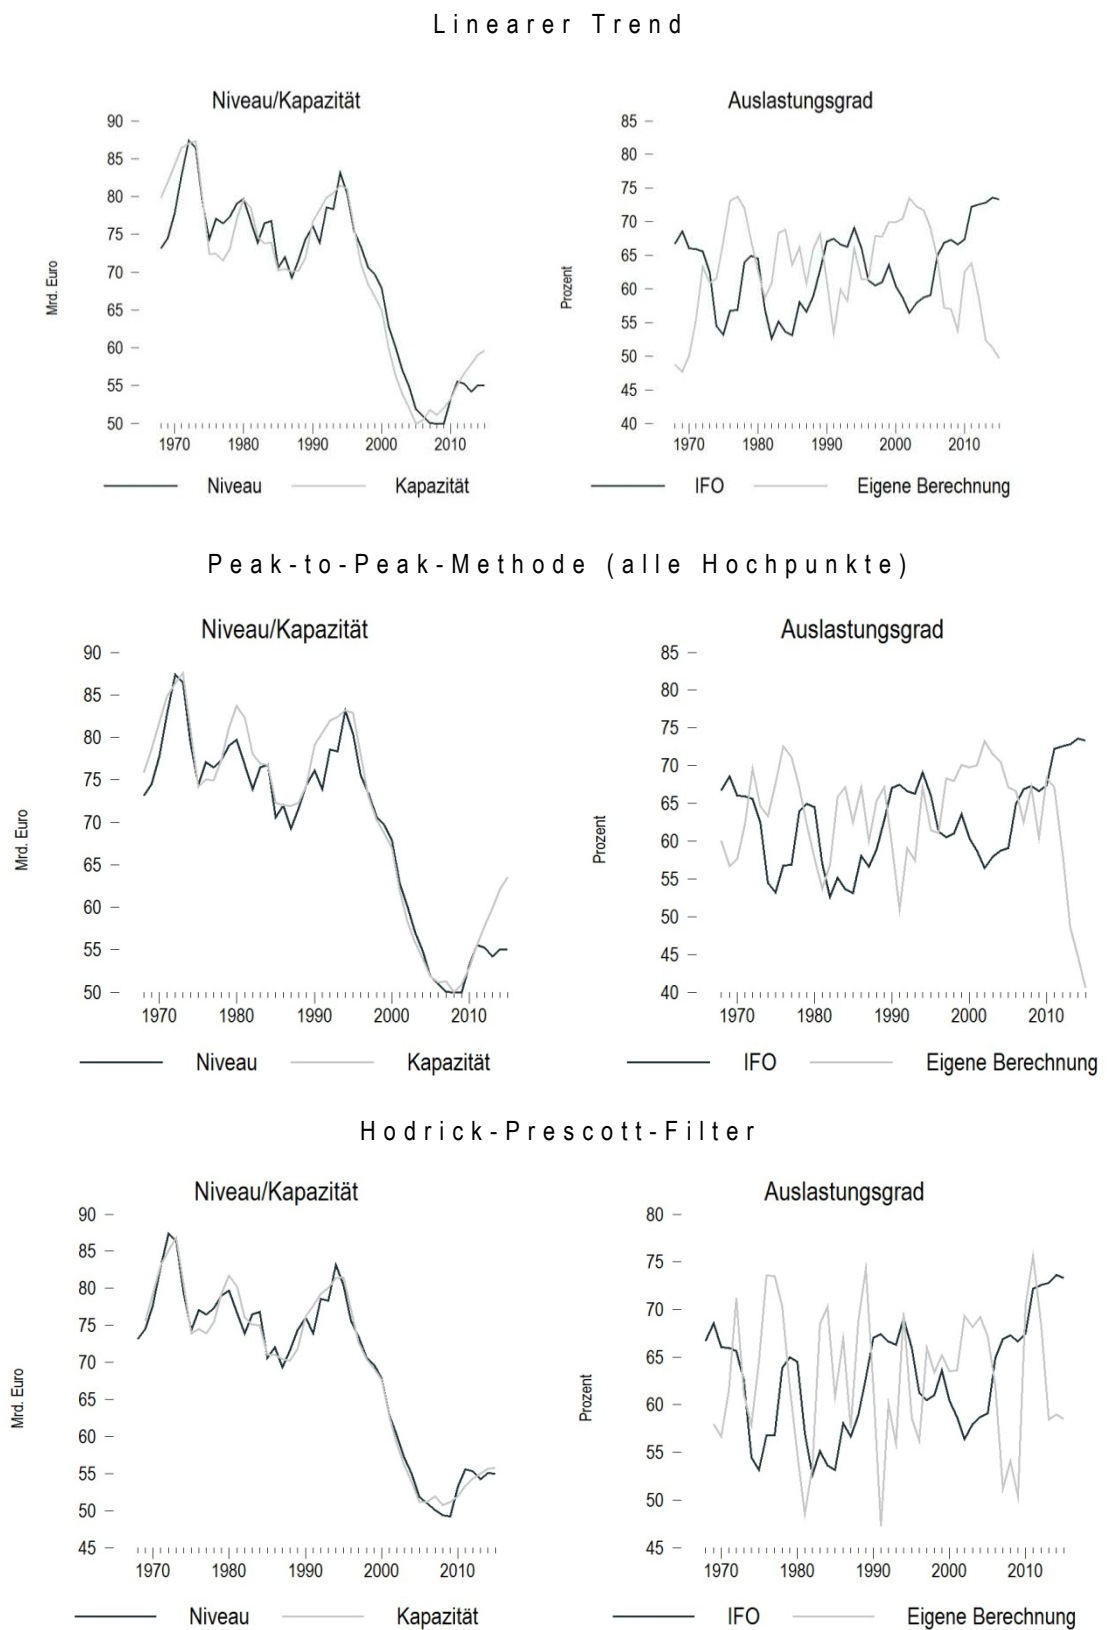 Linearer Trend
Niveau/Kapazität
90
85
80
75
70
65
60
55
50
Mrd. Euro
1970 1980 1990 2000 2010
Niveau Kapazität
Auslastungsgrad
85
80
75
70
65
60
55
50
45
40
Prozent
1970 1980 1990 2000 2010
IFO Eigene Berechnung
Peak-to-Peak-Methode (alle Hochpunkte)
Niveau/Kapazität
90
85
80
75
70
65
60
55
50
Mrd. Euro
1970 1980 1990 2000 2010
Niveau Kapazität
Auslastungsgrad
85
80
75
70
65
60
55
50
45
40
Prozent
1970 1980 1990 2000 2010
IFO Eigene Berechnung
Hodrick-Prescott-Filter
Niveau/Kapazität
90
85
80
75
70
65
60
55
50
45
Mrd. Euro
1970 1980 1990 2000 2010
Niveau Kapazität
Auslastungsgrad
80
75
70
65
60
55
50
45
Prozent
1970 1980 1990 2000 2010
IFO Eigene Berechnung